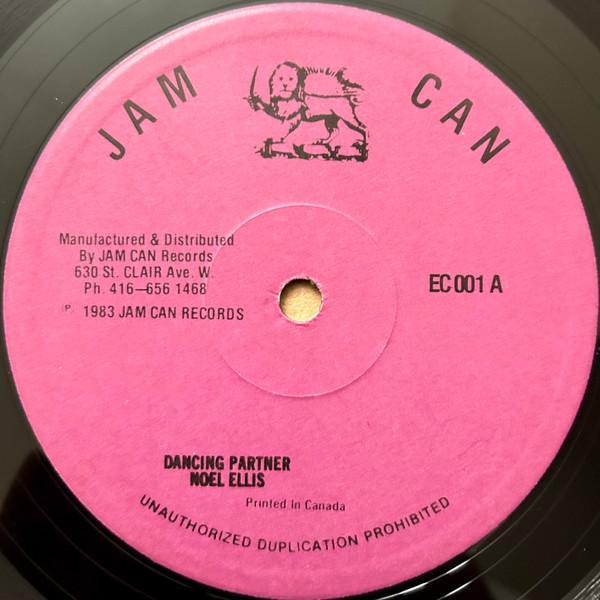 JAM CAN
Manufactured & Distributed
By JAM CAN Records
630 St. CLAIR Ave. W.
Ph. 416-656 1468
℗ 1983 JAM CAN RECORDS
EC 001 A
DANCING PARTNER
NOEL ELLIS
Printed In Canada
UNAUTHORIZED DUPLICATION PROHIBITED